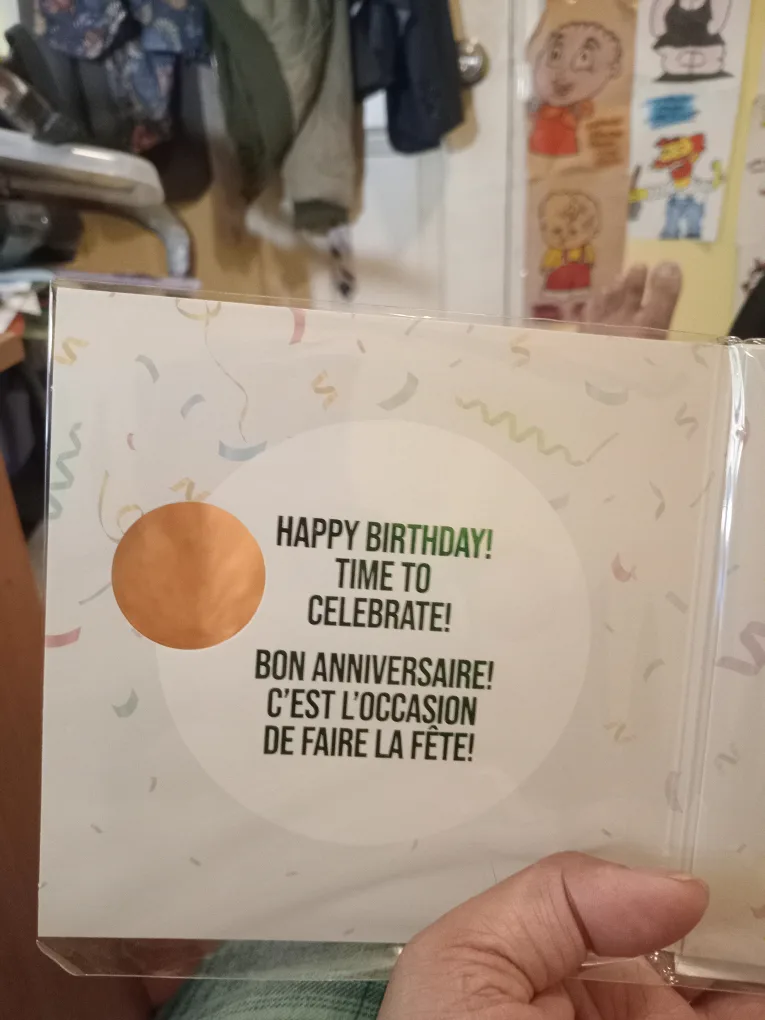 HAPPY BIRTHDAY!
TIME TO
CELEBRATE!
BON ANNIVERSAIRE!
C'EST L'OCCASION
DE FAIRE LA FÊTE!